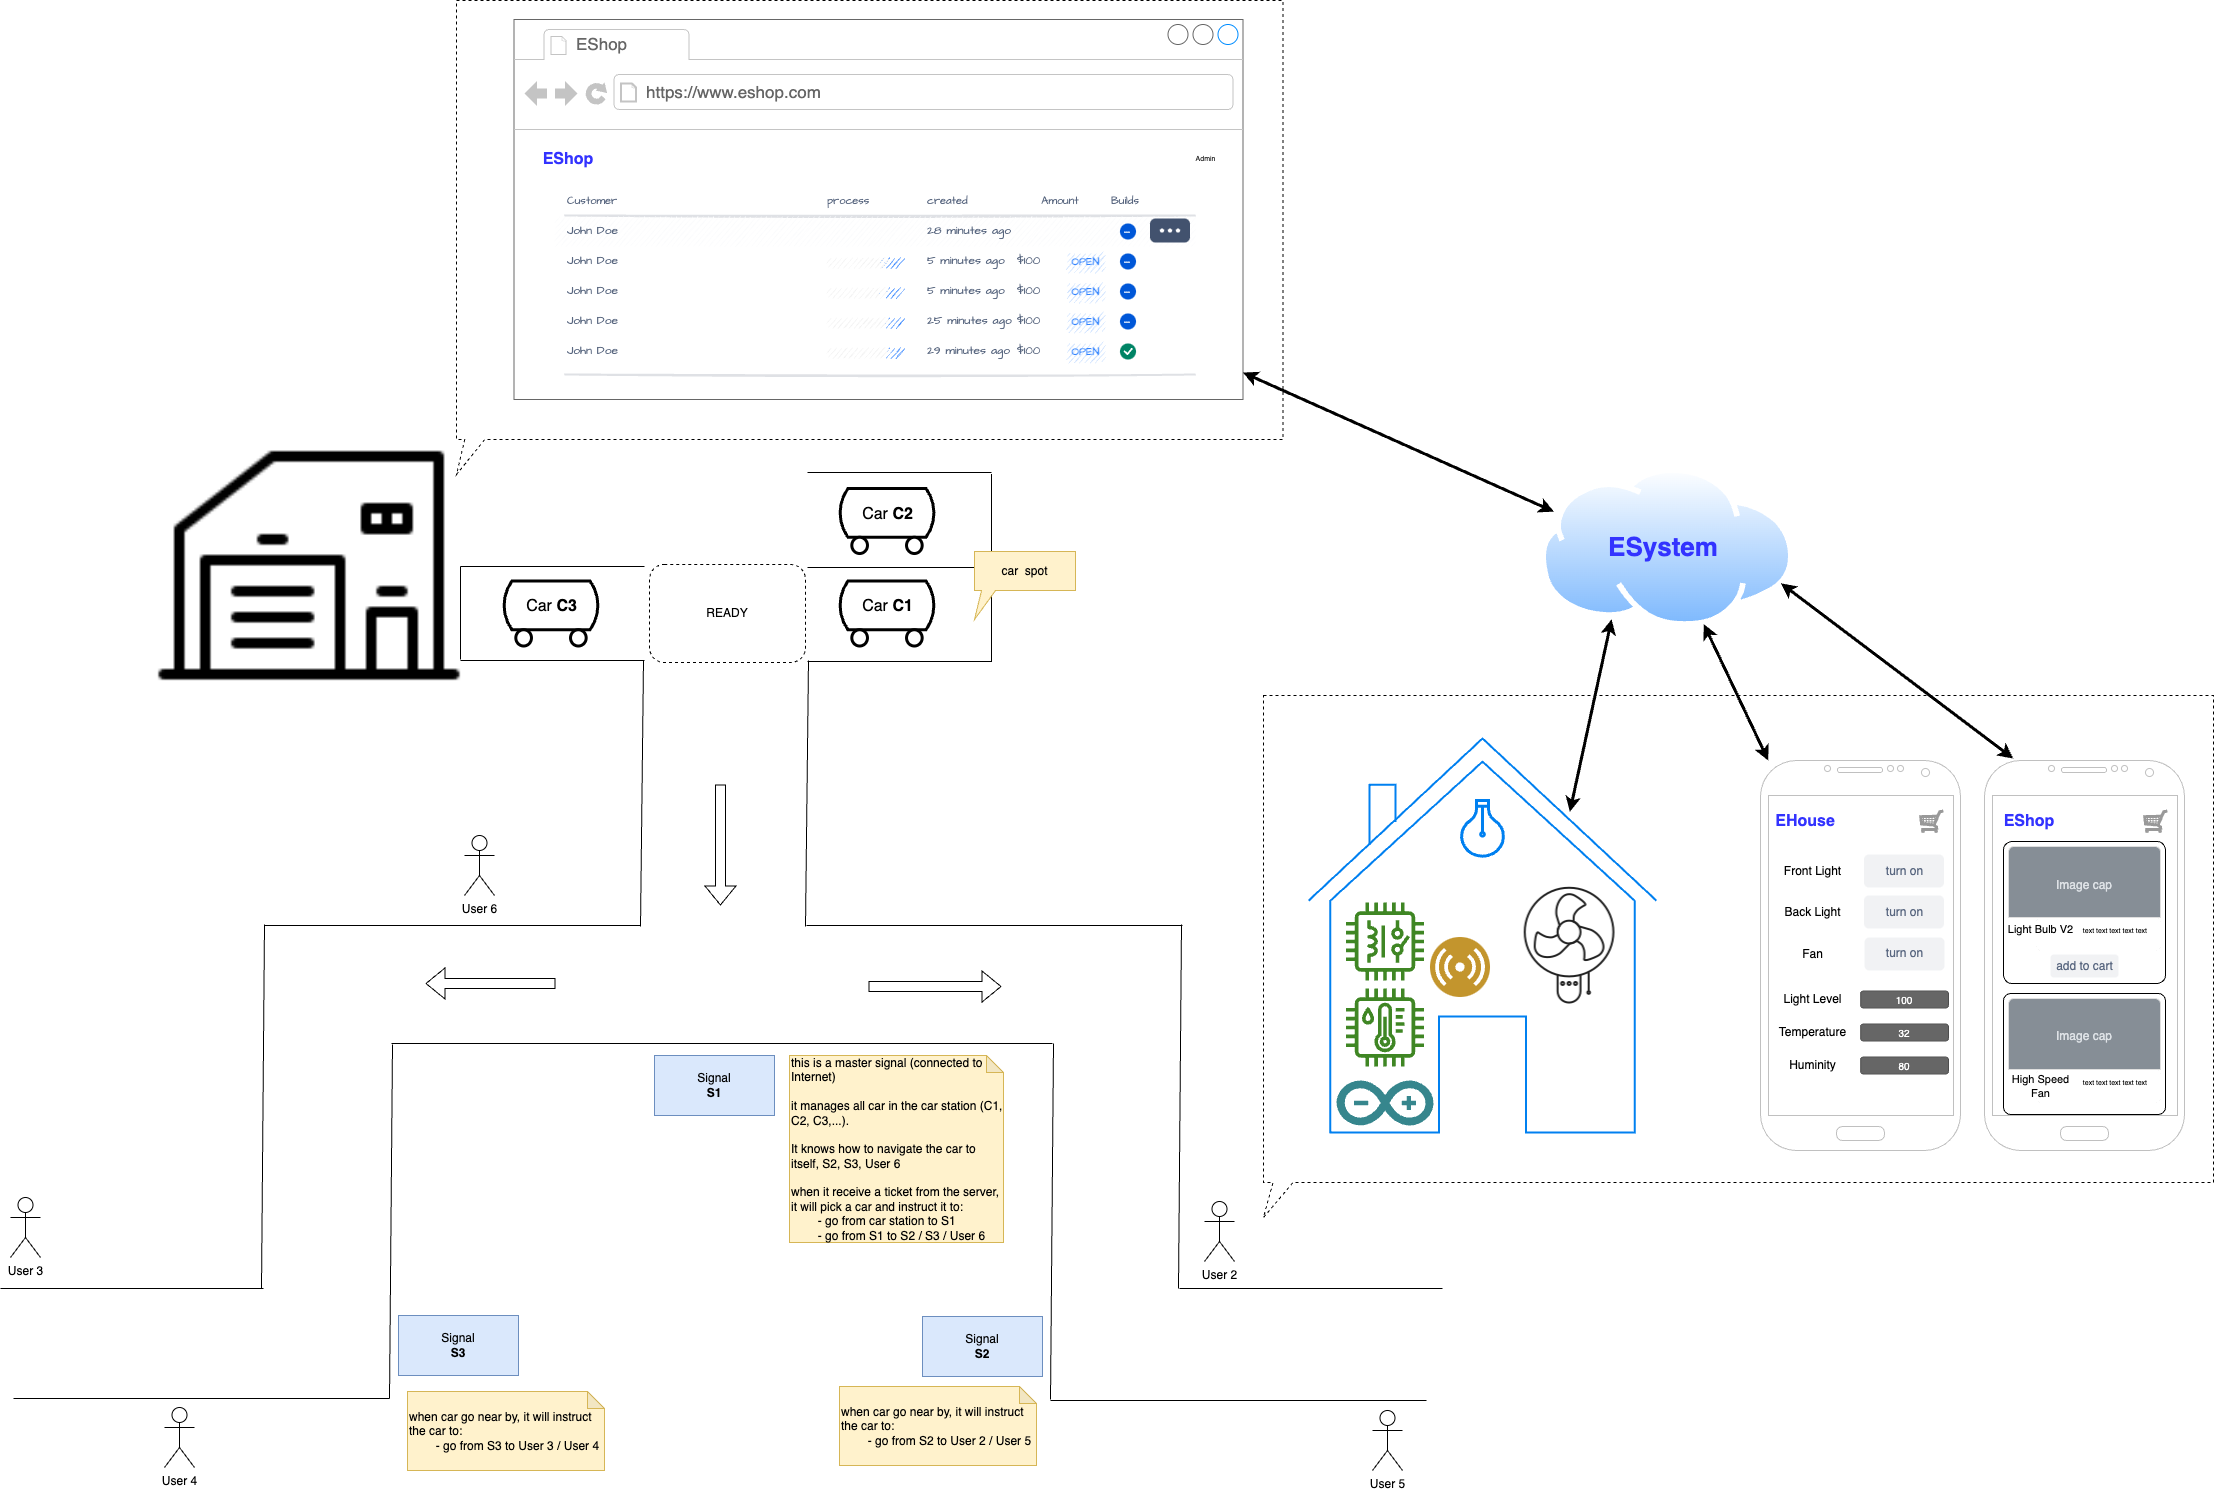 EShop
https://www.eshop.com
EShop
Admin
Customer process created Amount Builds
John Doe 28 minutes ago
John Doe 5 minutes ago $100 OPEN
John Doe 5 minutes ago $100 OPEN
John Doe 25 minutes ago $100 OPEN
John Doe 29 minutes ago $100 OPEN
Car C2
car spot
Car C3
READY
Car C1
ESystem
User 6
EHouse
Front Light turn on
Back Light turn on
Fan turn on
Light Level 100
Temperature 32
Huminity 80
EShop
Image cap
Light Bulb V2 text text text text text
add to cart
Image cap
High Speed
Fan
text text text text text
Signal
S1
this is a master signal (connected to
Internet)
it manages all car in the car station (C1,
C2, C3,...).
It knows how to navigate the car to
itself, S2, S3, User 6
when it receive a ticket from the server,
it will pick a car and instruct it to:
- go from car station to S1
- go from S1 to S2 / S3 / User 6
User 3
User 2
Signal
S3
Signal
S2
when car go near by, it will instruct
the car to:
- go from S3 to User 3 / User 4
when car go near by, it will instruct
the car to:
- go from S2 to User 2 / User 5
User 4
User 5